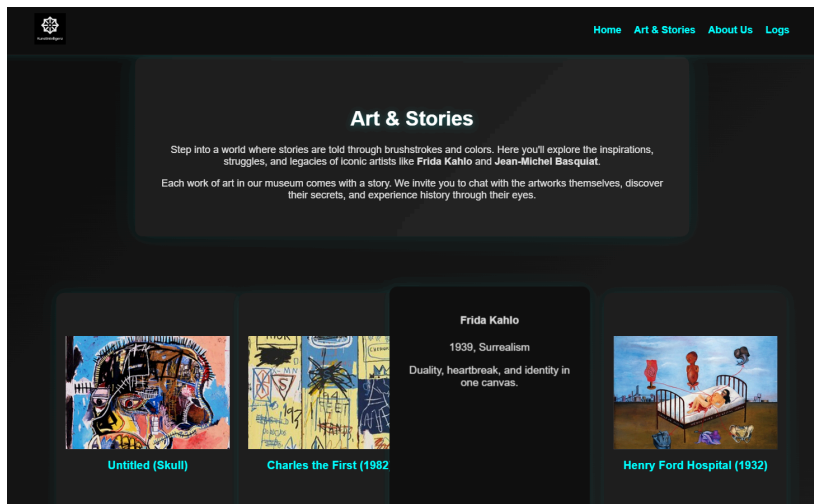 Home Art & Stories About Us Logs
Art & Stories
Step into a world where stories are told through brushstrokes and colors. Here you'll explore the inspirations,
struggles, and legacies of iconic artists like Frida Kahlo and Jean-Michel Basquiat.
Each work of art in our museum comes with a story. We invite you to chat with the artworks themselves, discover
their secrets, and experience history through their eyes.
Frida Kahlo
1939, Surrealism
Duality, heartbreak, and identity in
one canvas.
Untitled (Skull)
Charles the First (1982
Henry Ford Hospital (1932)